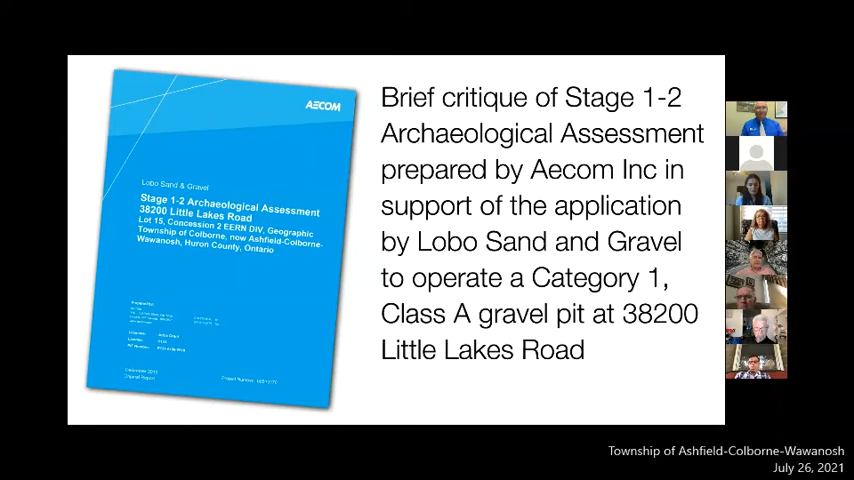 AECOM
Lobo Sand & Gravel
Stage 1-2 Archaeological Assessment
38200 Little Lakes Road
Lot 15, Concession 2 EERN DIV, Geographic
Township of Colborne, now Ashfield-Colborne-
Wawanosh, Huron County, Ontario
Brief critique of Stage 1-2
Archaeological Assessment
prepared by Aecom Inc in
support of the application
by Lobo Sand and Gravel
to operate a Category 1,
Class A gravel pit at 38200
Little Lakes Road
Township of Ashfield-Colborne-Wawanosh
July 26, 2021